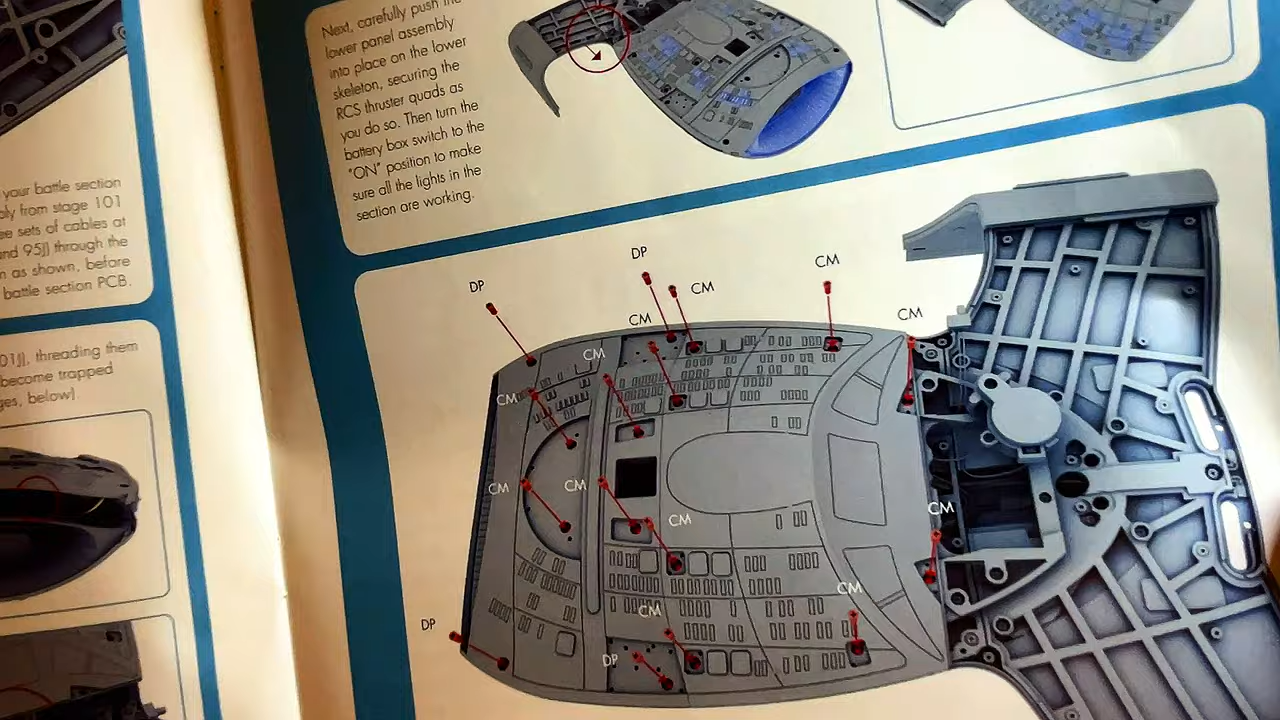 your battle section
from stage 101
sets of cables at
95J) through the
as shown, before
battle section PCB.
01J), threading them
become trapped
below).
Next, carefully push the
lower panel assembly
into place on the lower
skeleton, securing the
RCS thruster quads as
you do so. Then turn the
battery box switch to the
"ON" position to make
sure all the lights in the
section are working.
DP
DP
CM
CM
CM
CM
CM
CM
CM
CM
CM
CM
CM
CM
DP
DP